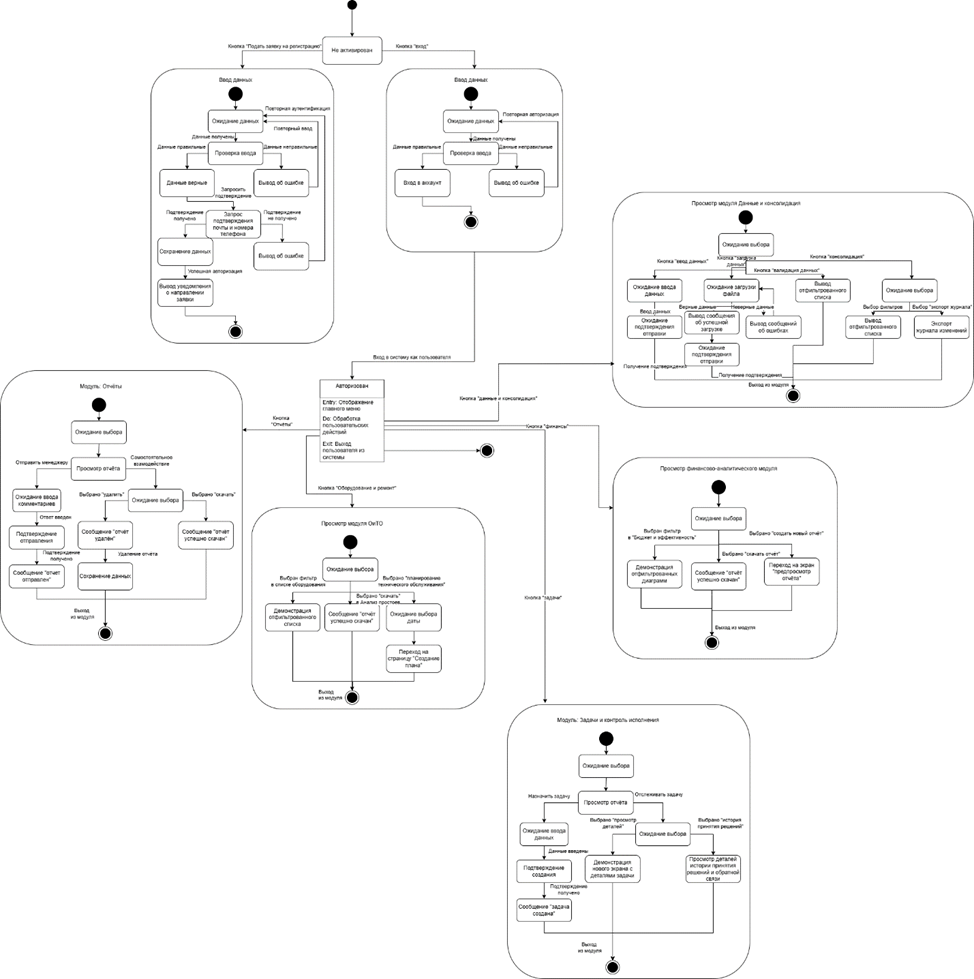 Кнопка "Подать заявку на регистрацию"
Не активирован
Кнопка "вход"
Ввод данных
Ожидание данных
Повторная аутентификация
Повторный ввод
Данные получены
Данные правильные
Проверка ввода
Данные неправильные
Данные верные
Вывод об ошибке
Запросить
подтверждение
Подтверждение
получено
Запрос
подтверждения
почты и номера
телефона
Подтверждение
не получено
Сохранение данных
Вывод об ошибке
Успешная авторизация
Вывод уведомления
о направлении
заявки
Ввод данных
Ожидание данных
Повторная авторизация
Данные получены
Данные правильные
Проверка ввода
Данные неправильные
Вход в аккаунт
Вывод об ошибке
Вход в систему как пользователя
Просмотр модуля Данные и консолидация
Ожидание выбора
Кнопка "ввод данных"
Кнопка "загрузка
данных"
Кнопка "консолидация"
Кнопка "валидация данных"
Ожидание ввода
данных
Ожидание загрузки
файла
Вывод
отфильтрованного
списка
Ожидание выбора
Ввод данных
Верные данные
Неверные данные
Выбор фильтров
Выбор "экспорт журнала"
Ожидание
подтверждения
отправки
Вывод сообщения
об успешной
загрузке
Вывод сообщений
об ошибках
Вывод
отфильтрованного
списка
Экспорт
журнала изменений
Ожидание
подтверждения
отправки
Получение подтверждения
Получение подтверждения
Выход из модуля
Авторизован
Entry: Отображение
главного меню
Do: Обработка
пользовательских
действий
Exit: Выход
пользователя из
системы
Кнопка
"Отчёты"
Кнопка "данные и консолидация"
Кнопка "финансы"
Кнопка "Оборудование и ремонт"
Кнопка "задачи"
Модуль: Отчёты
Ожидание выбора
Отправить менеджеру
Просмотр отчёта
Самостоятельное
взаимодействие
Ожидание ввода
комментариев
Выбрано "удалить"
Ожидание выбора
Выбрано "скачать"
Ответ введен
Подтверждение
отправления
Сообщение "отчёт
удалён"
Сообщение "отчёт
успешно скачан"
Подтверждение
получено
Удаление отчёта
Сообщение "отчет
отправлен"
Сохранение данных
Выход
из модуля
Просмотр модуля ОиТО
Ожидание выбора
Выбран фильтр
в списке оборудования
Выбрано "планирование
технического обслуживания"
Выбрано "скачать"
в Анализ простоев
Демонстрация
отфильтрованного
списка
Сообщение "отчёт
успешно скачан"
Ожидание выбора
даты
Переход на
страницу "Создание
плана"
Выход
из модуля
Просмотр финансово-аналитического модуля
Ожидание выбора
Выбран фильтр
в "Бюджет и эффективность"
Выбрано "создать новый отчёт"
Выбрано "скачать отчёт"
Демонстрация
отфильтрованных
диаграмм
Сообщение "отчёт
успешно скачан"
Переход на экран
"предпросмотр
отчёта"
Выход из модуля
Модуль: Задачи и контроль исполнения
Ожидание выбора
Назначить задачу
Просмотр отчёта
Отслеживать задачу
Ожидание ввода
данных
Выбрано "просмотр
деталей"
Ожидание выбора
Выбрано "история
принятия решений"
Данные введены
Подтверждение
создания
Демонстрация
нового экрана с
деталями задачи
Просмотр деталей
истории принятия
решений и обратной
связи
Подтверждение
получено
Сообщение "задача
создана"
Выход
из модуля